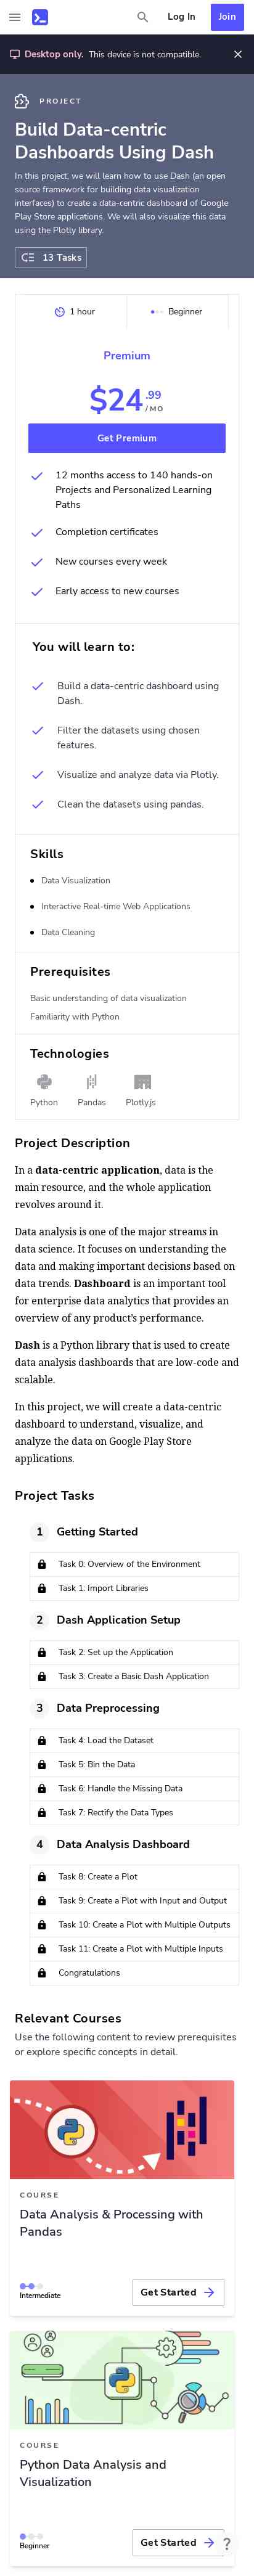 Log In
Join
Desktop only. This device is not compatible.
PROJECT
Build Data-centric
Dashboards Using Dash
In this project, we will learn how to use Dash (an open
source framework for building data visualization
interfaces) to create a data-centric dashboard of Google
Play Store applications. We will also visualize this data
using the Plotly library.
13 Tasks
1 hour
Beginner
Premium
$24.99
/ MO
Get Premium
12 months access to 140 hands-on
Projects and Personalized Learning
Paths
Completion certificates
New courses every week
Early access to new courses
You will learn to:
Build a data-centric dashboard using
Dash.
Filter the datasets using chosen
features.
Visualize and analyze data via Plotly.
Clean the datasets using pandas.
Skills
Data Visualization
Interactive Real-time Web Applications
Data Cleaning
Prerequisites
Basic understanding of data visualization
Familiarity with Python
Technologies
Python
Pandas
Plotly.js
Project Description
In a data-centric application, data is the
main resource, and the whole application
revolves around it.
Data analysis is one of the major streams in
data science. It focuses on understanding the
data and making important decisions based on
data trends. Dashboard is an important tool
for enterprise data analytics that provides an
overview of any product’s performance.
Dash is a Python library that is used to create
data analysis dashboards that are low-code and
scalable.
In this project, we will create a data-centric
dashboard to understand, visualize, and
analyze the data on Google Play Store
applications.
Project Tasks
1 Getting Started
Task 0: Overview of the Environment
Task 1: Import Libraries
2 Dash Application Setup
Task 2: Set up the Application
Task 3: Create a Basic Dash Application
3 Data Preprocessing
Task 4: Load the Dataset
Task 5: Bin the Data
Task 6: Handle the Missing Data
Task 7: Rectify the Data Types
4 Data Analysis Dashboard
Task 8: Create a Plot
Task 9: Create a Plot with Input and Output
Task 10: Create a Plot with Multiple Outputs
Task 11: Create a Plot with Multiple Inputs
Congratulations
Relevant Courses
Use the following content to review prerequisites
or explore specific concepts in detail.
COURSE
Data Analysis & Processing with
Pandas
Intermediate
Get Started
COURSE
Python Data Analysis and
Visualization
Beginner
Get Started
?